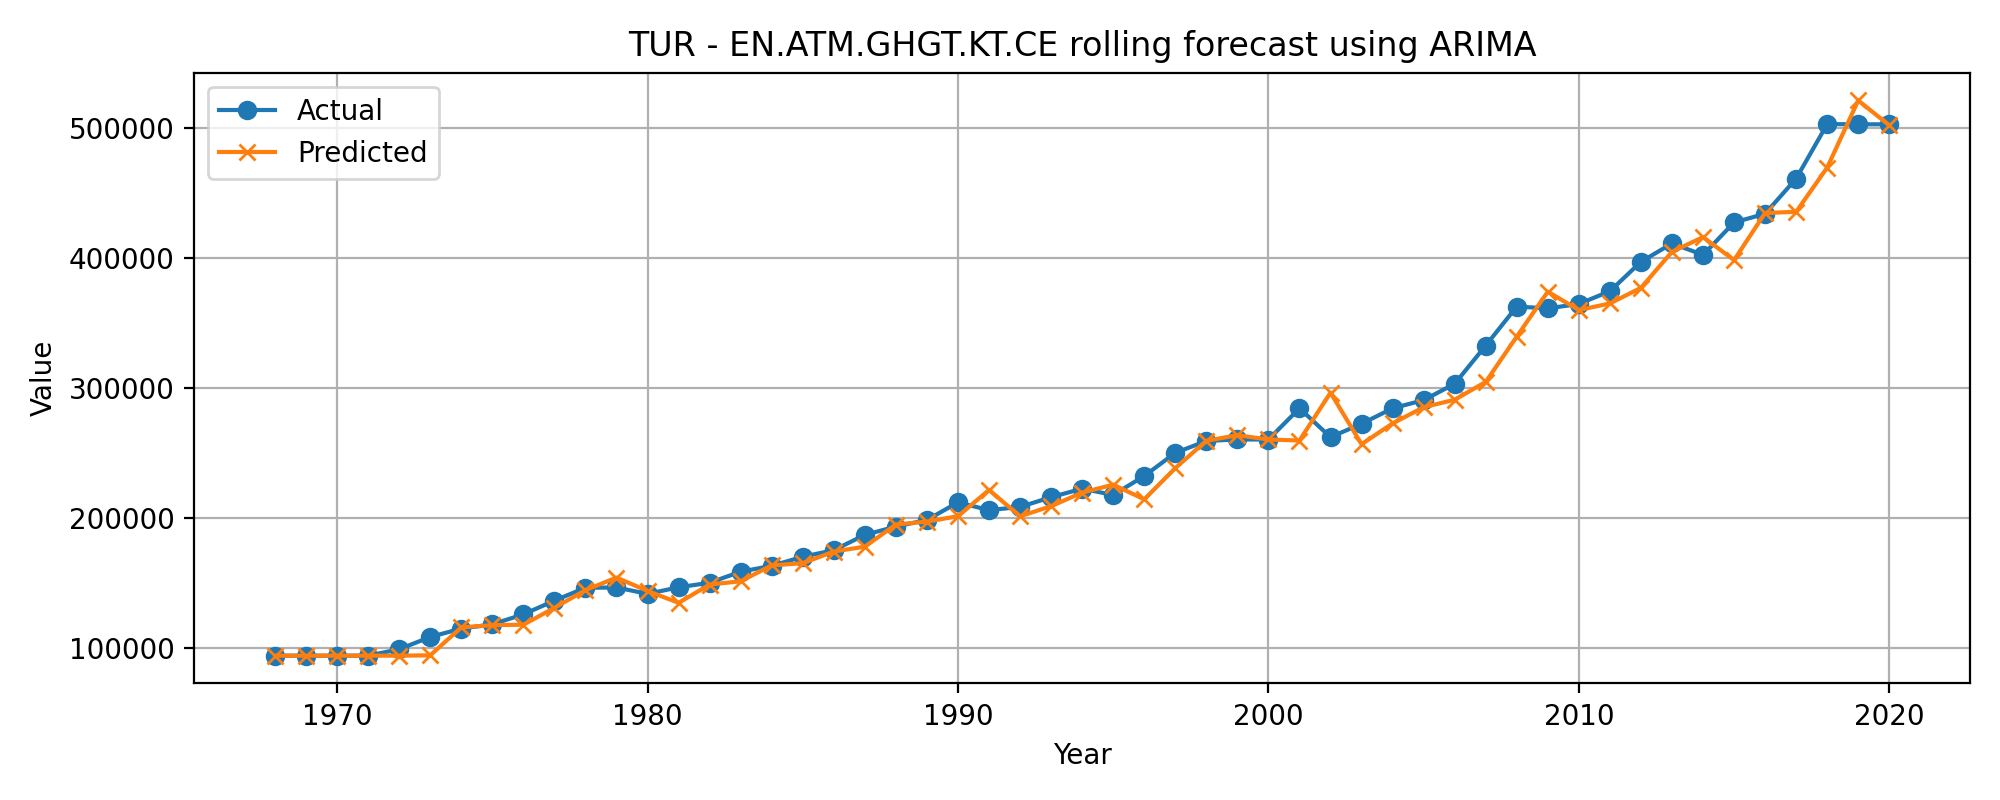 TUR - EN.ATM.GHGT.KT.CE rolling forecast using ARIMA
Actual
Predicted
Value
500000
400000
300000
200000
100000
1970 1980 1990 2000 2010 2020
Year